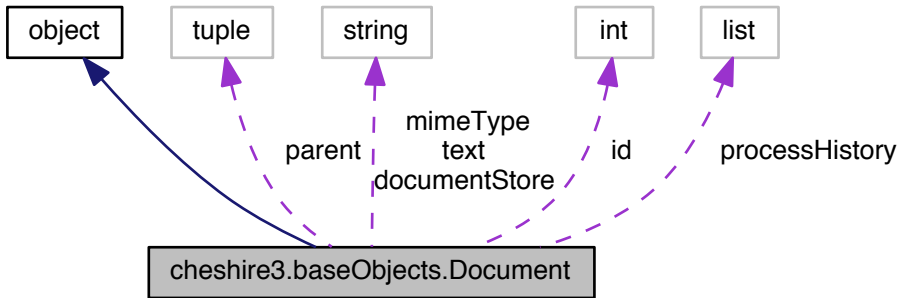 object
tuple
string
int
list
parent
mimeType
text
documentStore
id
processHistory
cheshire3.baseObjects.Document